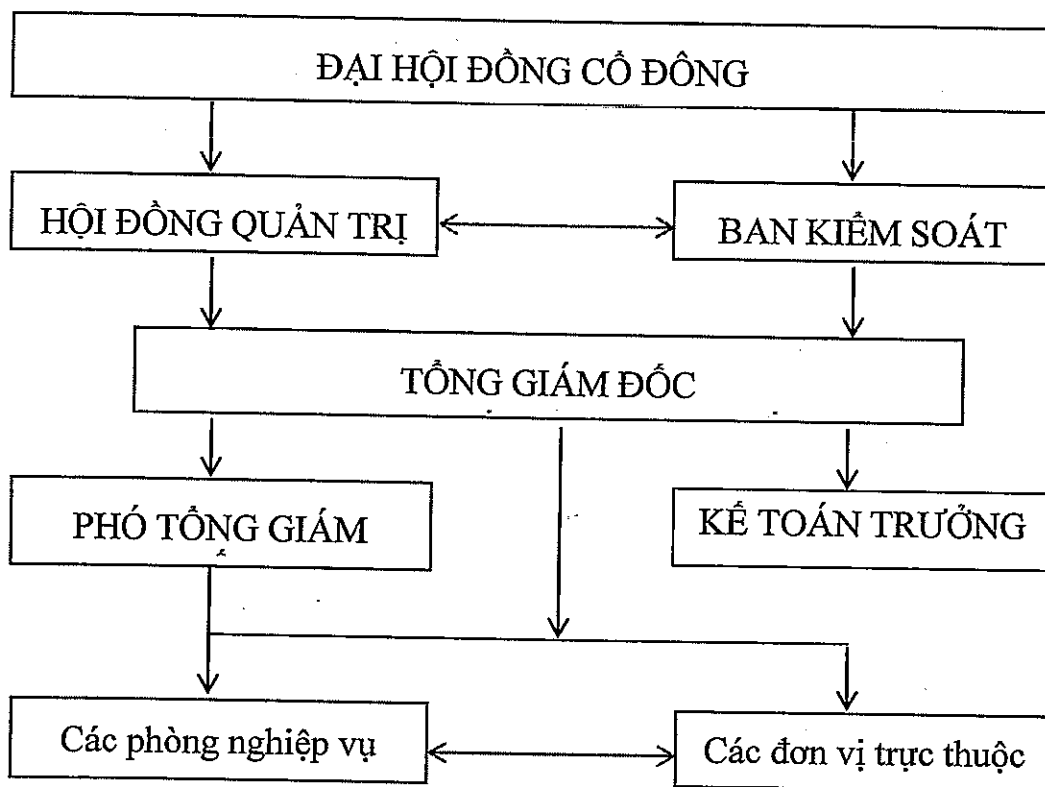 ĐẠI HỘI ĐỒNG CỔ ĐÔNG
HỘI ĐỒNG QUẢN TRỊ
BAN KIỂM SOÁT
TỔNG GIÁM ĐỐC
PHÓ TỔNG GIÁM
KẾ TOÁN TRƯỞNG
Các phòng nghiệp vụ
Các đơn vị trực thuộc